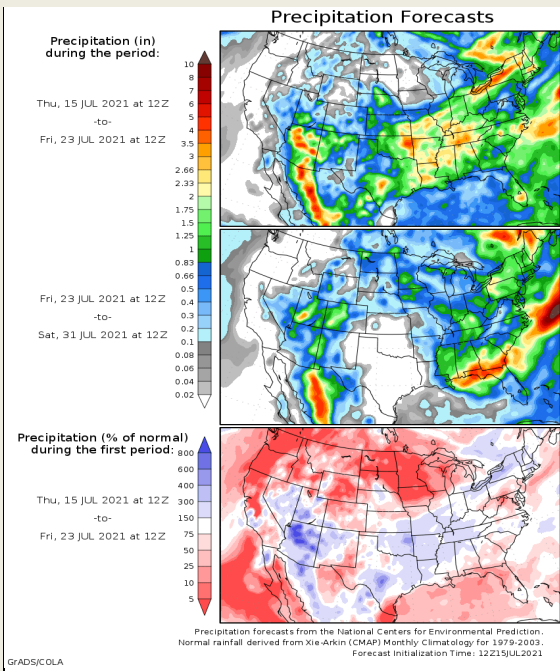 Precipitation Forecasts
Precipitation (in)
during the period:
Thu, 15 JUL 2021 at 12Z
-to-
Fri, 23 JUL 2021 at 12Z
10
8
7
6
5
4
3.5
3
2.66
2.33
2
1.75
1.5
1.25
1
0.83
0.66
0.5
0.4
0.3
0.2
0.1
0.08
0.06
0.04
0.02
Fri, 23 JUL 2021 at 12Z
-to-
Sat, 31 JUL 2021 at 12Z
Precipitation (% of normal)
during the first period:
Thu, 15 JUL 2021 at 12Z
-to-
Fri, 23 JUL 2021 at 12Z
800
600
400
300
150
75
50
25
10
5
Precipitation forecasts from the National Centers for Environmental Prediction.
Normal rainfall derived from Xie-Arkin (CMAP) Monthly Climatology for 1979-2003.
Forecast Initialization Time: 12Z15JUL2021
GrADS/COLA